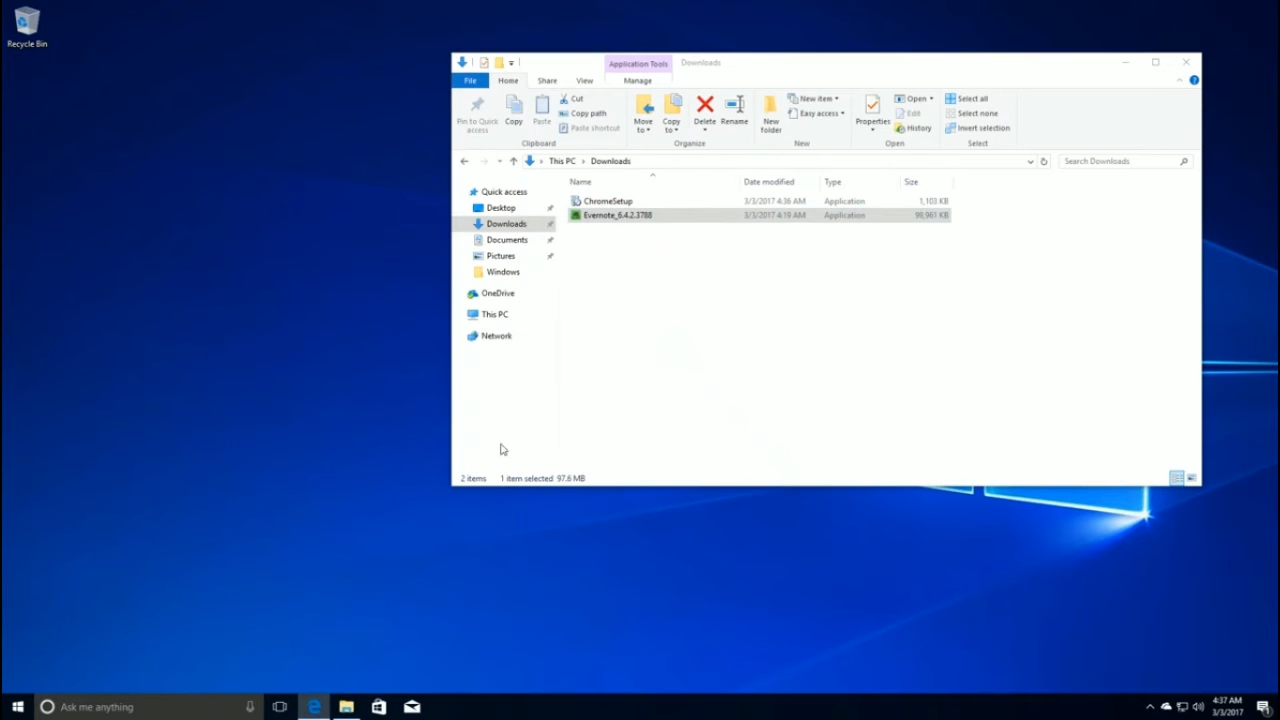 Recycle Bin
Application Tools Downloads
File Home Share View Manage
Pin to Quick access
Copy
Paste
Cut
Copy path
Paste shortcut
Clipboard
Move to
Copy to
Delete
Rename
Organize
New folder
New item
Easy access
New
Properties
Open
Edit
History
Open
Select all
Select none
Invert selection
Select
This PC Downloads
Search Downloads
Name Date modified Type Size
ChromeSetup 3/3/2017 4:36 AM Application 1,103 KB
Evernote_6.4.2.3788 3/3/2017 4:19 AM Application 99,961 KB
Quick access
Desktop
Downloads
Documents
Pictures
Windows
OneDrive
This PC
Network
2 items 1 item selected 97.6 MB
Ask me anything
4:37 AM
3/3/2017